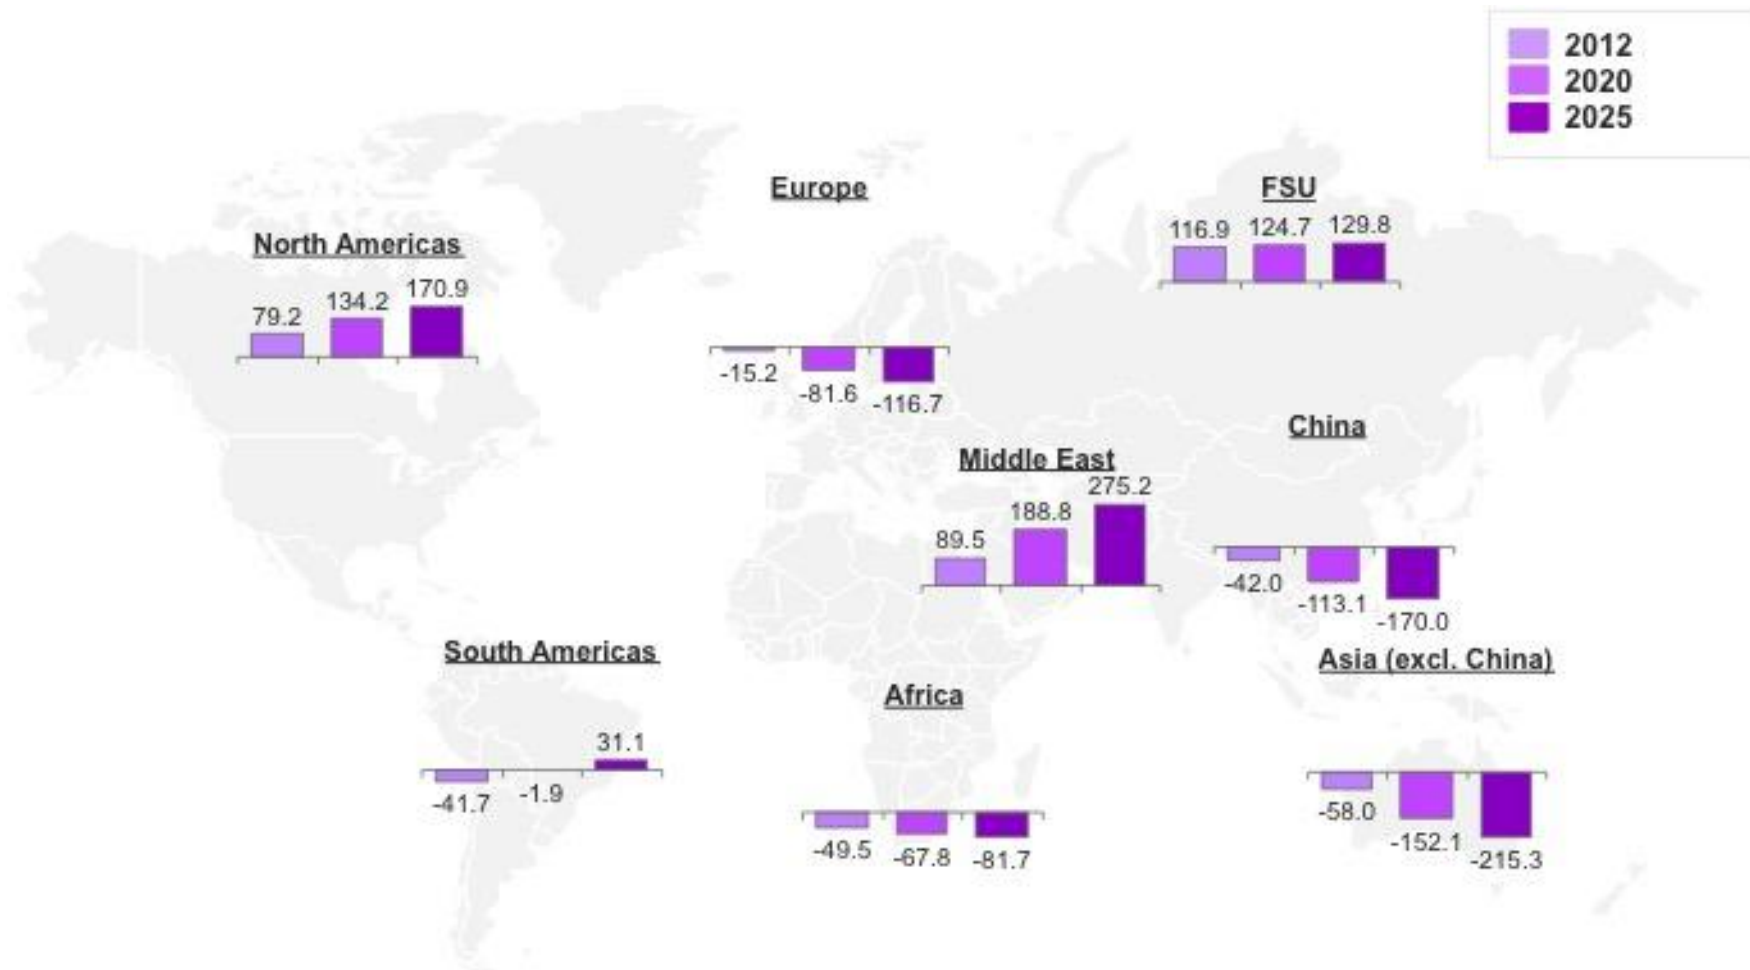 2012
2020
2025
Europe
-15.2
-81.6
-116.7
FSU
116.9 124.7 129.8
North Americas
79.2 134.2 170.9
China
-42.0
-113.1
-170.0
Middle East
89.5 188.8 275.2
South Americas
-41.7 -1.9 31.1
Africa
-49.5 -67.8 -81.7
Asia (excl. China)
-58.0
-152.1
-215.3